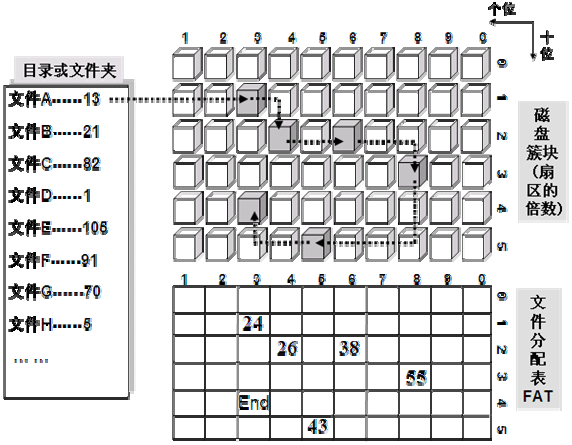 个位
1 2 3 4 5 6 7 8 9 0
十位
目录或文件夹
文件A……13
文件B……21
文件C……82
文件D……1
文件E……105
文件F……91
文件G……70
文件H……5
… …
0
1
2
3
4
5
磁盘簇块(扇区的倍数)
1 2 3 4 5 6 7 8 9 0
0
24 1
26 38 2
55 3
End 4
43 5
文件分配表FAT